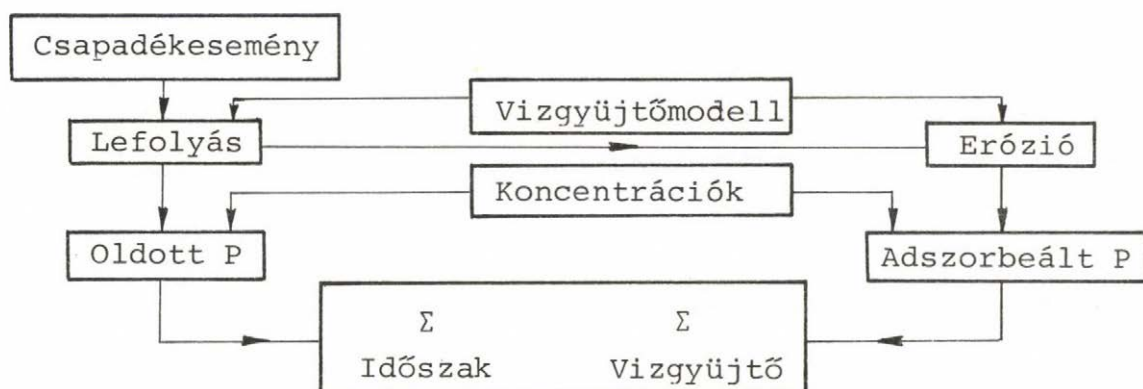 Csapadékesemény
Vizgyüjtőmodell
Lefolyás
Erózió
Koncentrációk
Oldott P
Adszorbeált P
Σ Σ
Időszak Vizgyüjtő